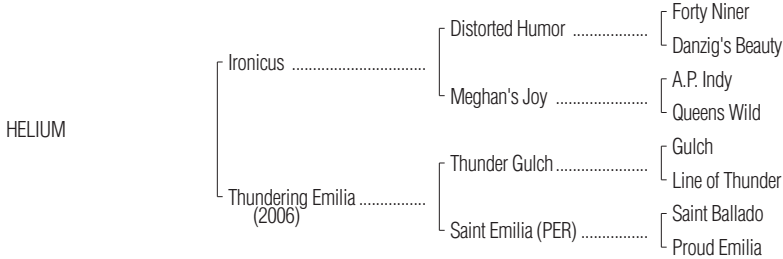 HELIUM
Ironicus ................................
Thundering Emilia ................
(2006)
Distorted Humor ..................
Meghan's Joy ......................
Thunder Gulch ......................
Saint Emilia (PER) ................
Forty Niner
Danzig's Beauty
A.P. Indy
Queens Wild
Gulch
Line of Thunder
Saint Ballado
Proud Emilia